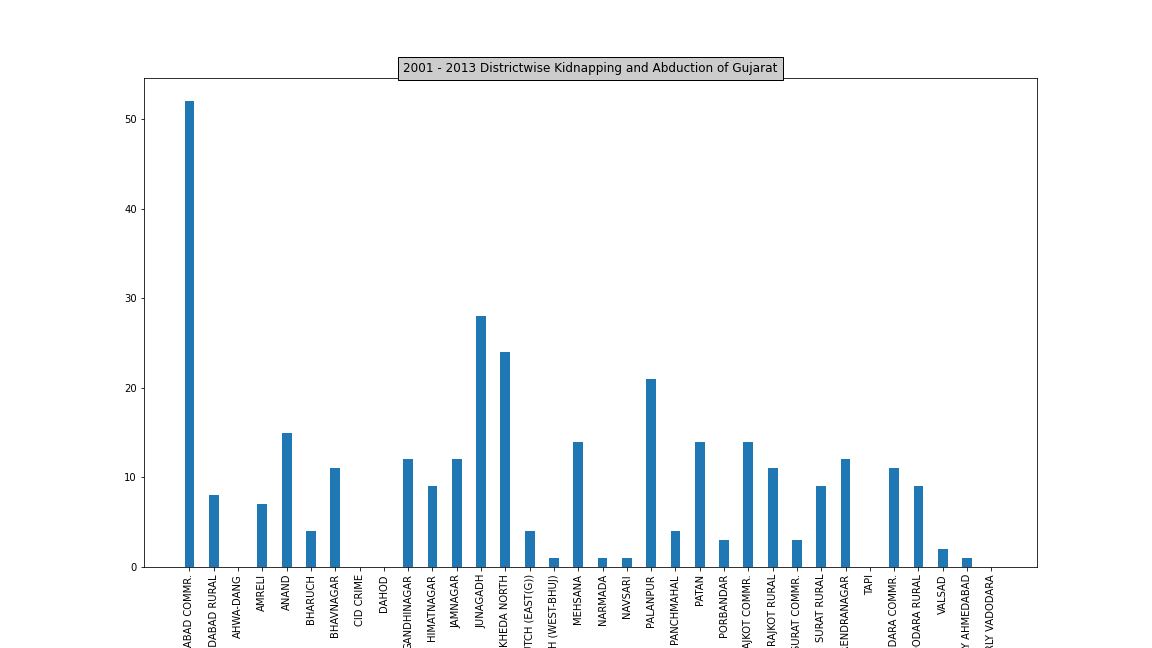 2001 - 2013 Districtwise Kidnapping and Abduction of Gujarat
50
40
30
20
10
0
ABAD COMMR.
DABAD RURAL
AHWA-DANG
AMRELI
ANAND
BHARUCH
BHAVNAGAR
CID CRIME
DAHOD
GANDHINAGAR
HIMATNAGAR
JAMNAGAR
JUNAGADH
KHEDA NORTH
UTCH (EAST(G))
H (WEST-BHUJ)
MEHSANA
NARMADA
NAVSARI
PALANPUR
PANCHMAHAL
PATAN
PORBANDAR
AJKOT COMMR.
RAJKOT RURAL
SURAT COMMR.
SURAT RURAL
ENDRANAGAR
TAPI
DARA COMMR.
ODARA RURAL
VALSAD
Y AHMEDABAD
RLY VADODARA